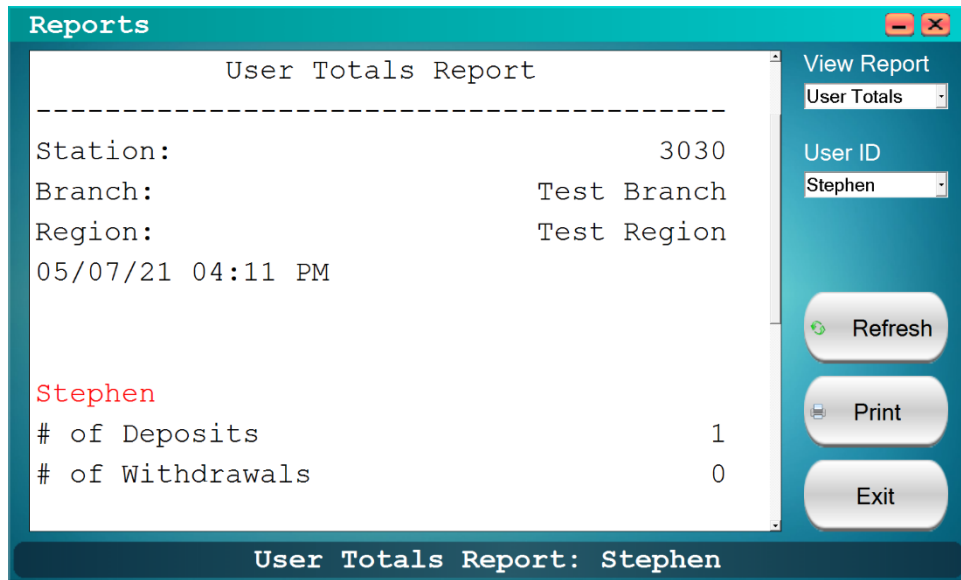 Reports
User Totals Report
----------------------------------------
Station: 3030
Branch: Test Branch
Region: Test Region
05/07/21 04:11 PM
Stephen
# of Deposits 1
# of Withdrawals 0
View Report
User Totals
User ID
Stephen
Refresh
Print
Exit
User Totals Report: Stephen